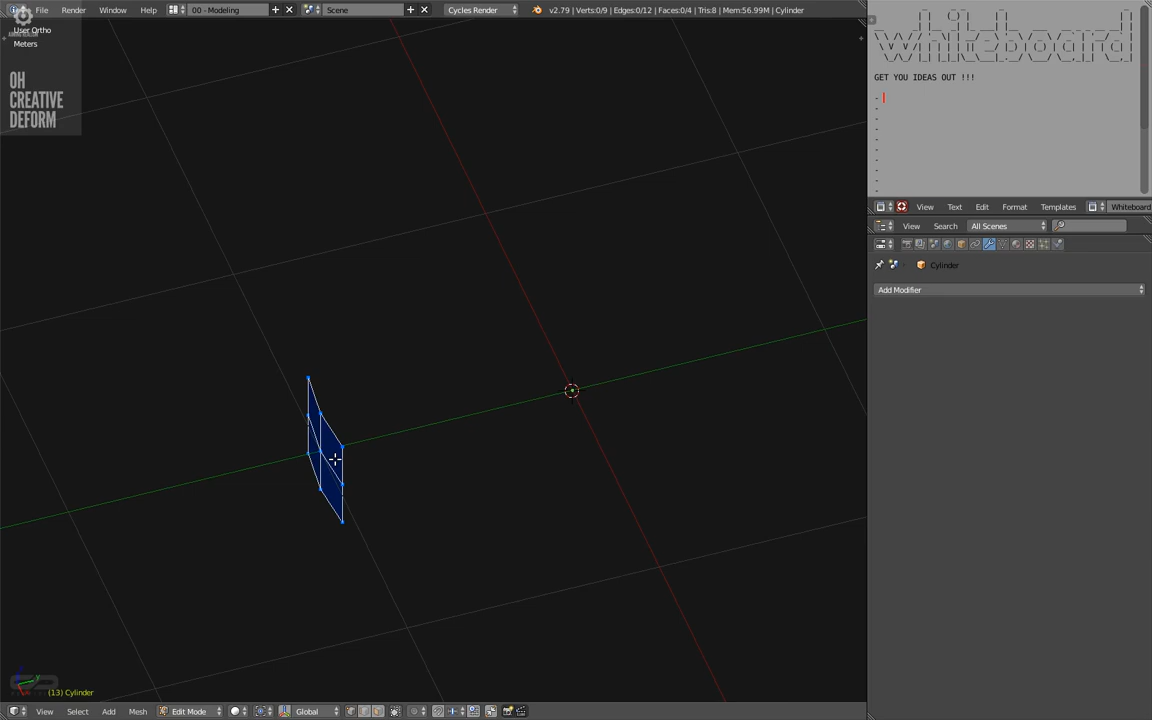 File Render Window Help 00 - Modeling Scene Cycles Render v2.79 | Verts:0/9 | Edges:0/12 | Faces:0/4 | Tris:8 | Mem:56.99M | Cylinder
User Ortho
Meters
OH
CREATIVE
DEFORM
whiteboard
GET YOU IDEAS OUT !!!
-
-
-
-
-
-
-
-
-
-
View Text Edit Format Templates Whiteboard
View Search All Scenes
Cylinder
Add Modifier
(13) Cylinder
View Select Add Mesh Edit Mode Global